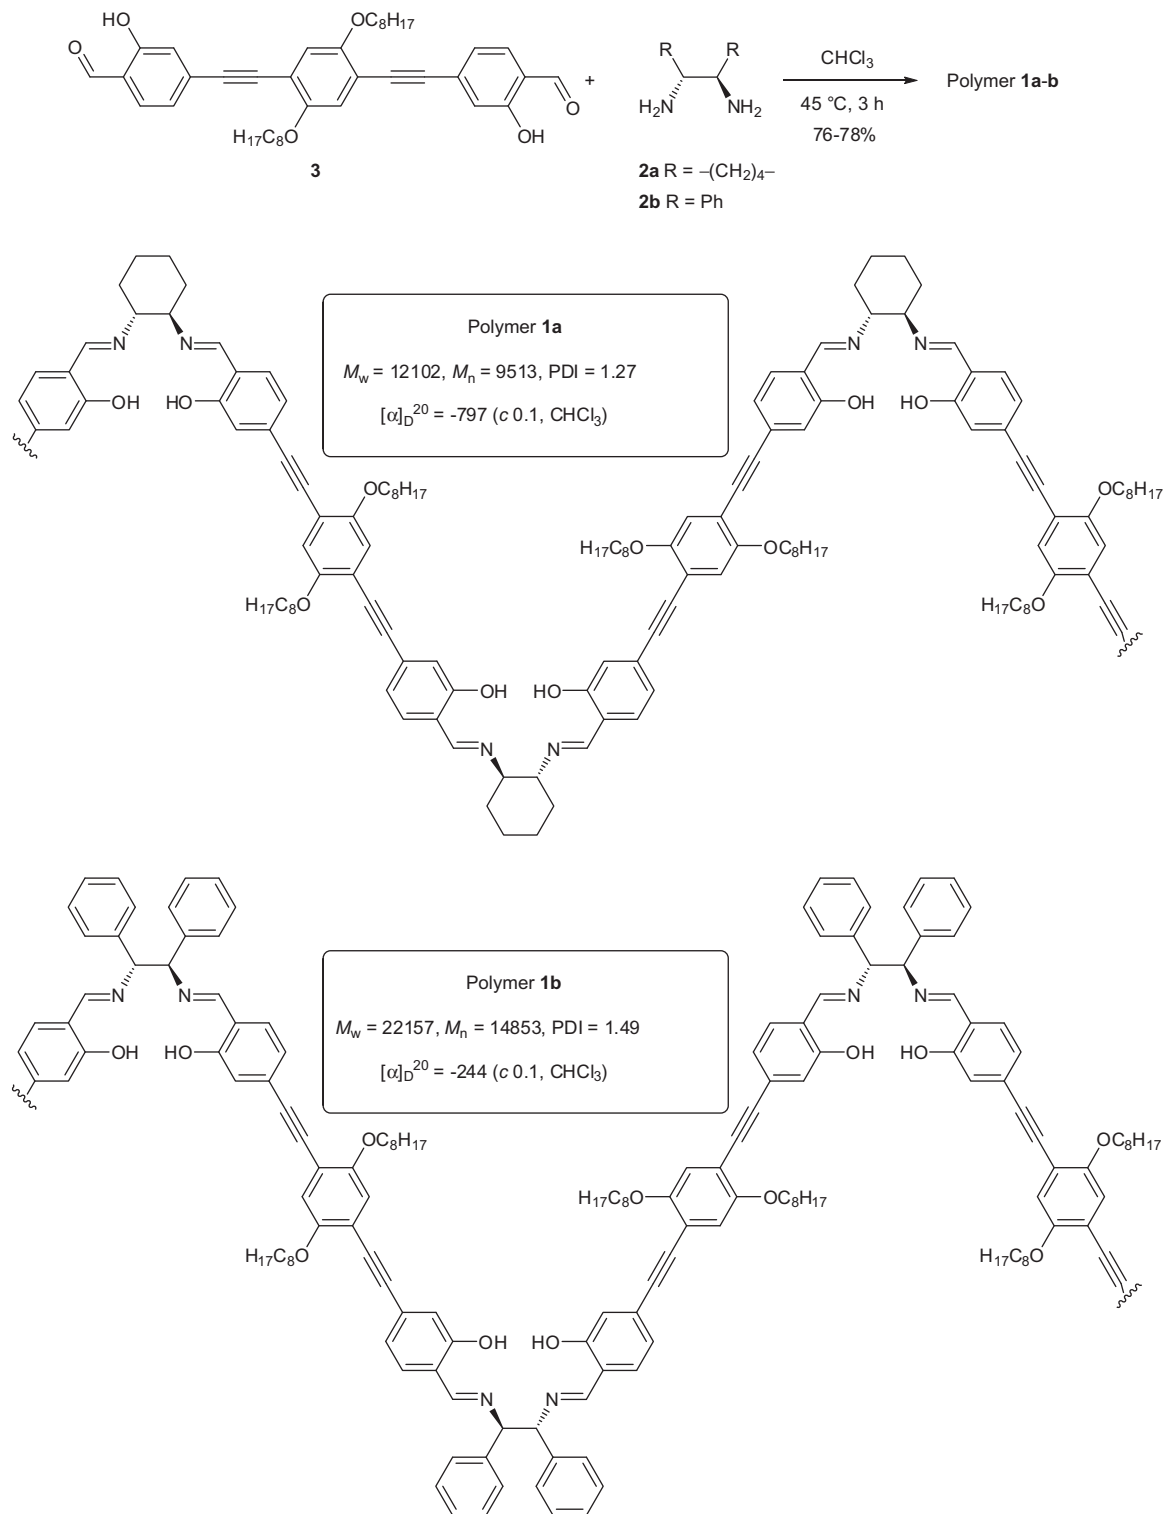 HO
OC8H17
O
+
R R
H2N NH2
CHCl3
45 °C, 3 h
76-78%
Polymer 1a-b
H17C8O
OH
O
3
2a R = –(CH2)4–
2b R = Ph
N N
OH HO
Polymer 1a
Mw = 12102, Mn = 9513, PDI = 1.27
[α]D20 = -797 (c 0.1, CHCl3)
N N
OH HO
OC8H17
H17C8O
H17C8O OC8H17
OC8H17
H17C8O
OH HO
N N
N N
OH HO
Polymer 1b
Mw = 22157, Mn = 14853, PDI = 1.49
[α]D20 = -244 (c 0.1, CHCl3)
N N
OH HO
OC8H17
H17C8O
H17C8O OC8H17
OC8H17
H17C8O
OH HO
N N